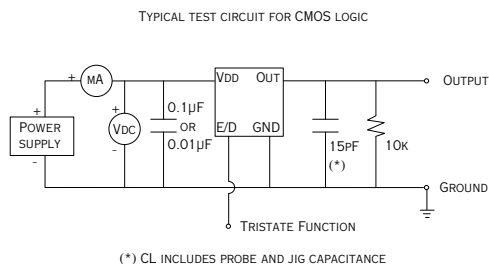 TYPICAL TEST CIRCUIT FOR CMOS LOGIC
+ MA
VDD OUT
OUTPUT
+
POWER
SUPPLY
-
+
VDC
-
0.1µF
OR
0.01µF
E/D GND
15PF
(*)
10K
GROUND
TRISTATE FUNCTION
(*) CL INCLUDES PROBE AND JIG CAPACITANCE